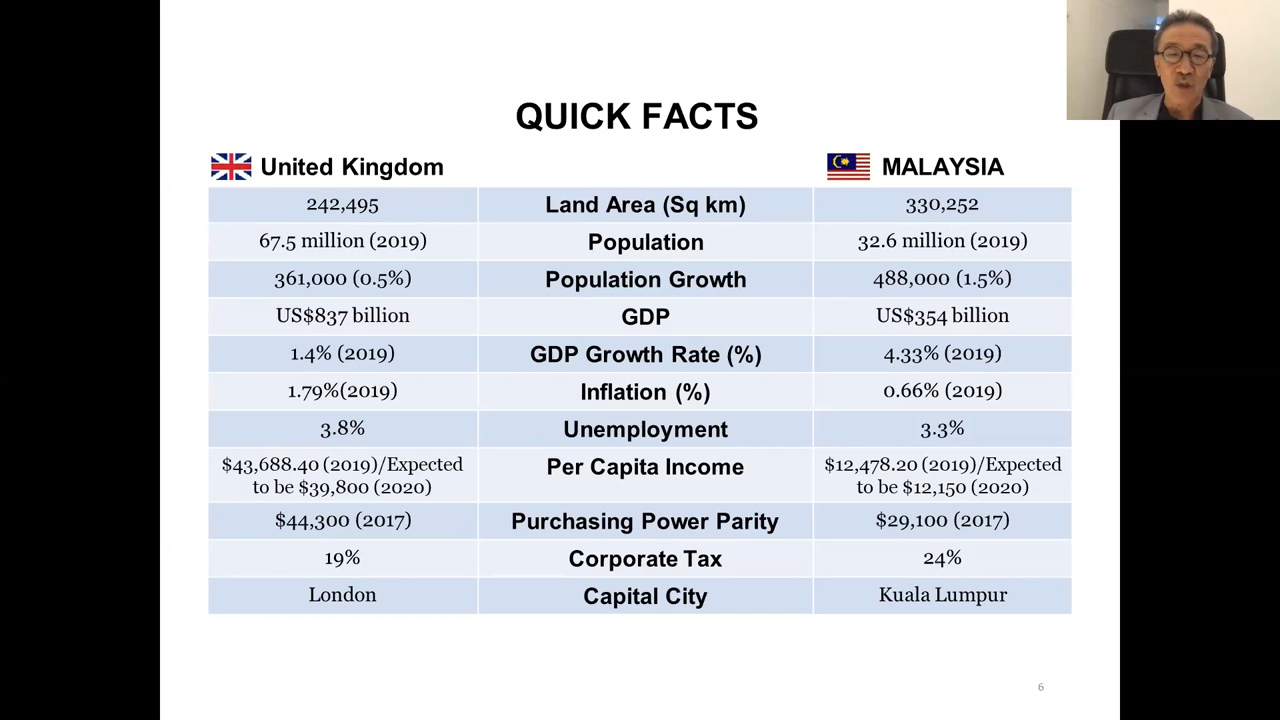 QUICK FACTS
United Kingdom MALAYSIA
242,495 Land Area (Sq km) 330,252
67.5 million (2019) Population 32.6 million (2019)
361,000 (0.5%) Population Growth 488,000 (1.5%)
US$837 billion GDP US$354 billion
1.4% (2019) GDP Growth Rate (%) 4.33% (2019)
1.79%(2019) Inflation (%) 0.66% (2019)
3.8% Unemployment 3.3%
$43,688.40 (2019)/Expected Per Capita Income $12,478.20 (2019)/Expected
to be $39,800 (2020) to be $12,150 (2020)
$44,300 (2017) Purchasing Power Parity $29,100 (2017)
19% Corporate Tax 24%
London Capital City Kuala Lumpur
6